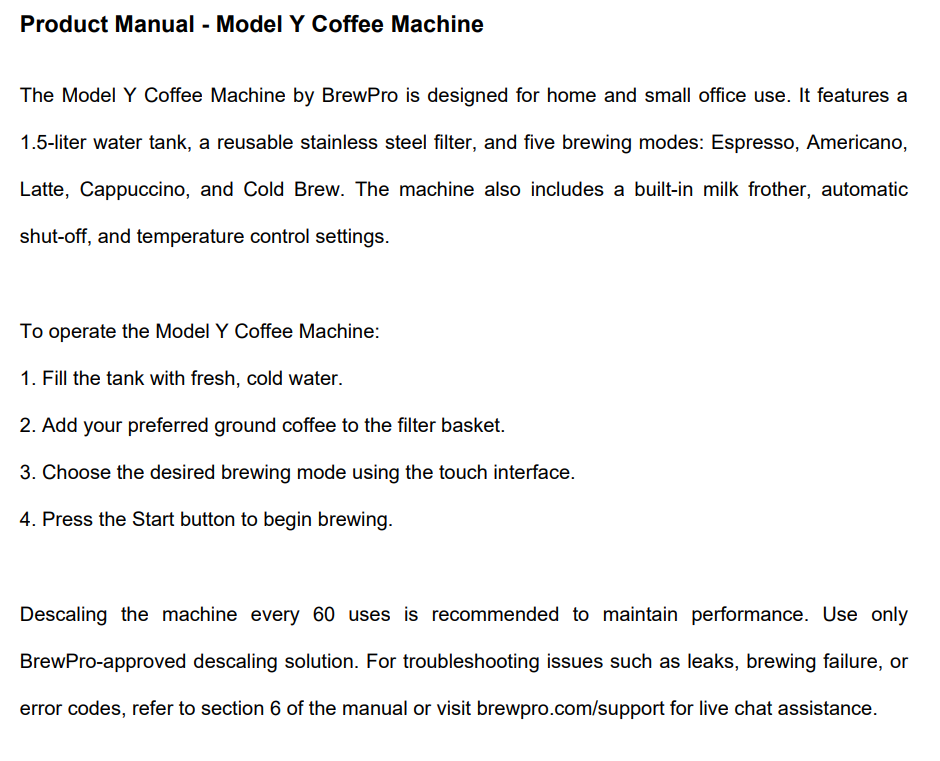 Product Manual - Model Y Coffee Machine
The Model Y Coffee Machine by BrewPro is designed for home and small office use. It features a
1.5-liter water tank, a reusable stainless steel filter, and five brewing modes: Espresso, Americano,
Latte, Cappuccino, and Cold Brew. The machine also includes a built-in milk frother, automatic
shut-off, and temperature control settings.
To operate the Model Y Coffee Machine:
1. Fill the tank with fresh, cold water.
2. Add your preferred ground coffee to the filter basket.
3. Choose the desired brewing mode using the touch interface.
4. Press the Start button to begin brewing.
Descaling the machine every 60 uses is recommended to maintain performance. Use only
BrewPro-approved descaling solution. For troubleshooting issues such as leaks, brewing failure, or
error codes, refer to section 6 of the manual or visit brewpro.com/support for live chat assistance.